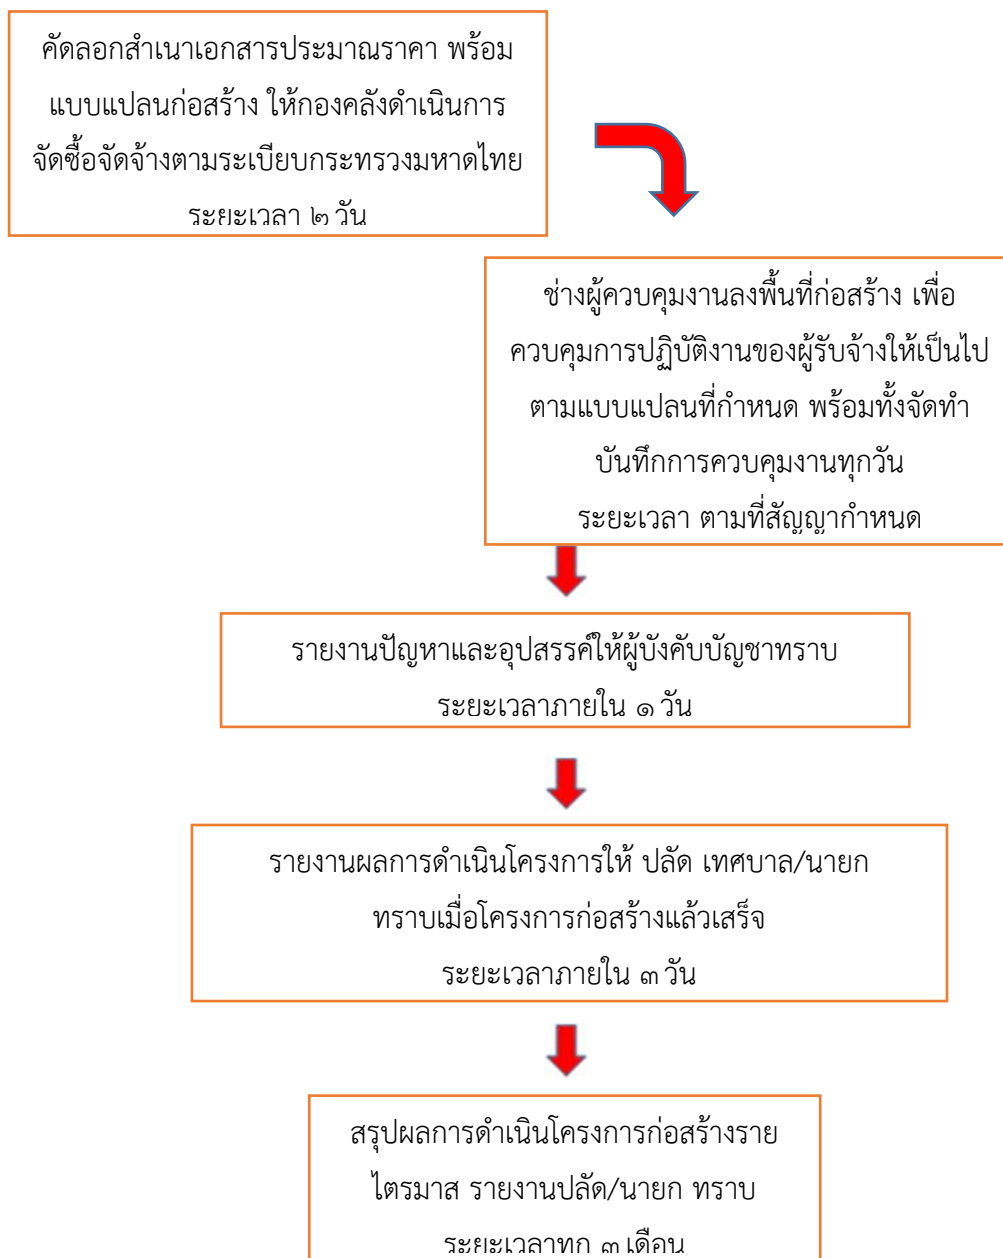 คัดลอกสำเนาเอกสารประมาณราคา พร้อม
แบบแปลนก่อสร้าง ให้กองคลังดำเนินการ
จัดซื้อจัดจ้างตามระเบียบกระทรวงมหาดไทย
ระยะเวลา ๒ วัน
ช่างผู้ควบคุมงานลงพื้นที่ก่อสร้าง เพื่อ
ควบคุมการปฏิบัติงานของผู้รับจ้างให้เป็นไป
ตามแบบแปลนที่กำหนด พร้อมทั้งจัดทำ
บันทึกการควบคุมงานทุกวัน
ระยะเวลา ตามที่สัญญากำหนด
รายงานปัญหาและอุปสรรค์ให้ผู้บังคับบัญชาทราบ
ระยะเวลาภายใน ๑ วัน
รายงานผลการดำเนินโครงการให้ ปลัด เทศบาล/นายก
ทราบเมื่อโครงการก่อสร้างแล้วเสร็จ
ระยะเวลาภายใน ๓ วัน
สรุปผลการดำเนินโครงการก่อสร้างราย
ไตรมาส รายงานปลัด/นายก ทราบ
ระยะเวลาทุก ๓ เดือน